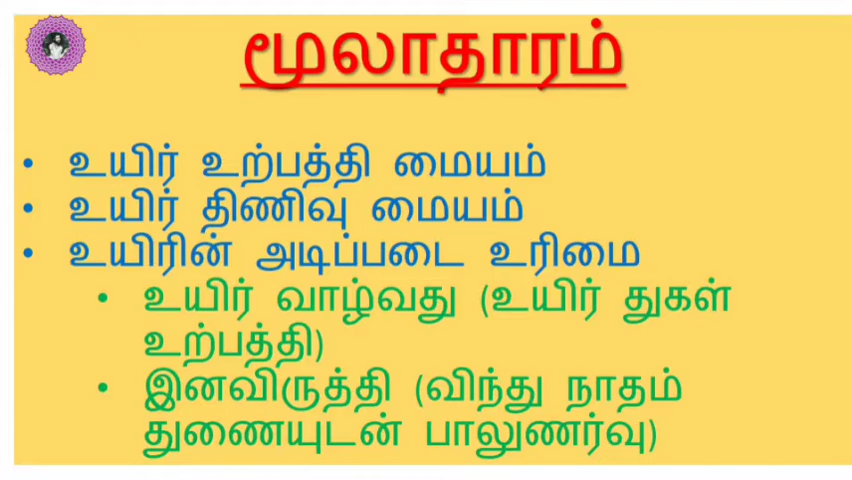 மூலாதாரம்
• உயிர் உற்பத்தி மையம்
• உயிர் திணிவு மையம்
• உயிரின் அடிப்படை உரிமை
• உயிர் வாழ்வது (உயிர் துகள்
உற்பத்தி)
• இனவிருத்தி (விந்து நாதம்
துணையுடன் பாலுணர்வு)